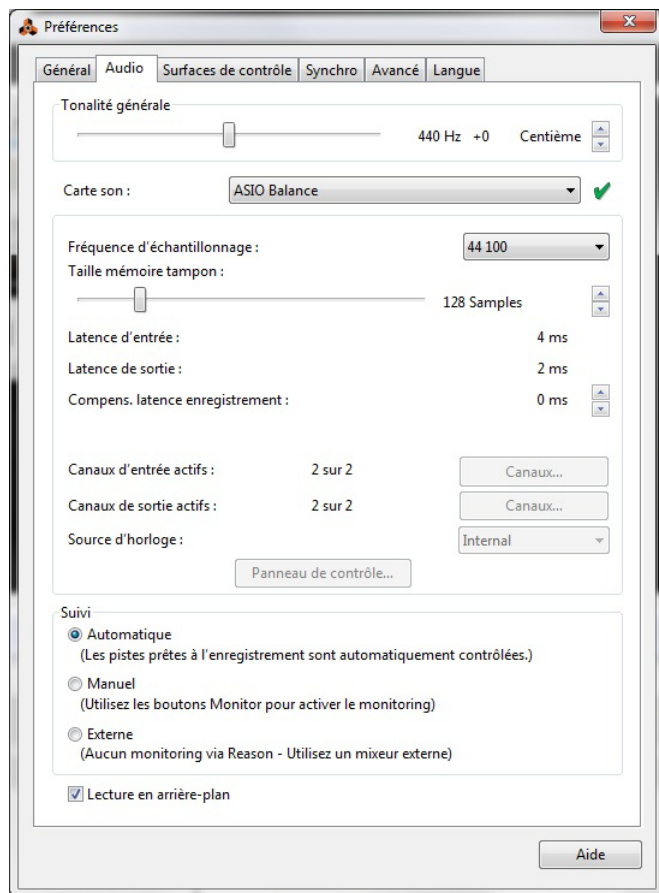 Préférences
Général Audio Surfaces de contrôle Synchro Avancé Langue
Tonalité générale
440 Hz +0 Centième
Carte son : ASIO Balance
Fréquence d'échantillonnage : 44 100
Taille mémoire tampon :
128 Samples
Latence d'entrée : 4 ms
Latence de sortie : 2 ms
Compens. latence enregistrement : 0 ms
Canaux d'entrée actifs : 2 sur 2 Canaux...
Canaux de sortie actifs : 2 sur 2 Canaux...
Source d'horloge : Internal
Panneau de contrôle...
Suivi
Automatique
(Les pistes prêtes à l'enregistrement sont automatiquement contrôlées.)
Manuel
(Utilisez les boutons Monitor pour activer le monitoring)
Externe
(Aucun monitoring via Reason - Utilisez un mixeur externe)
Lecture en arrière-plan
Aide